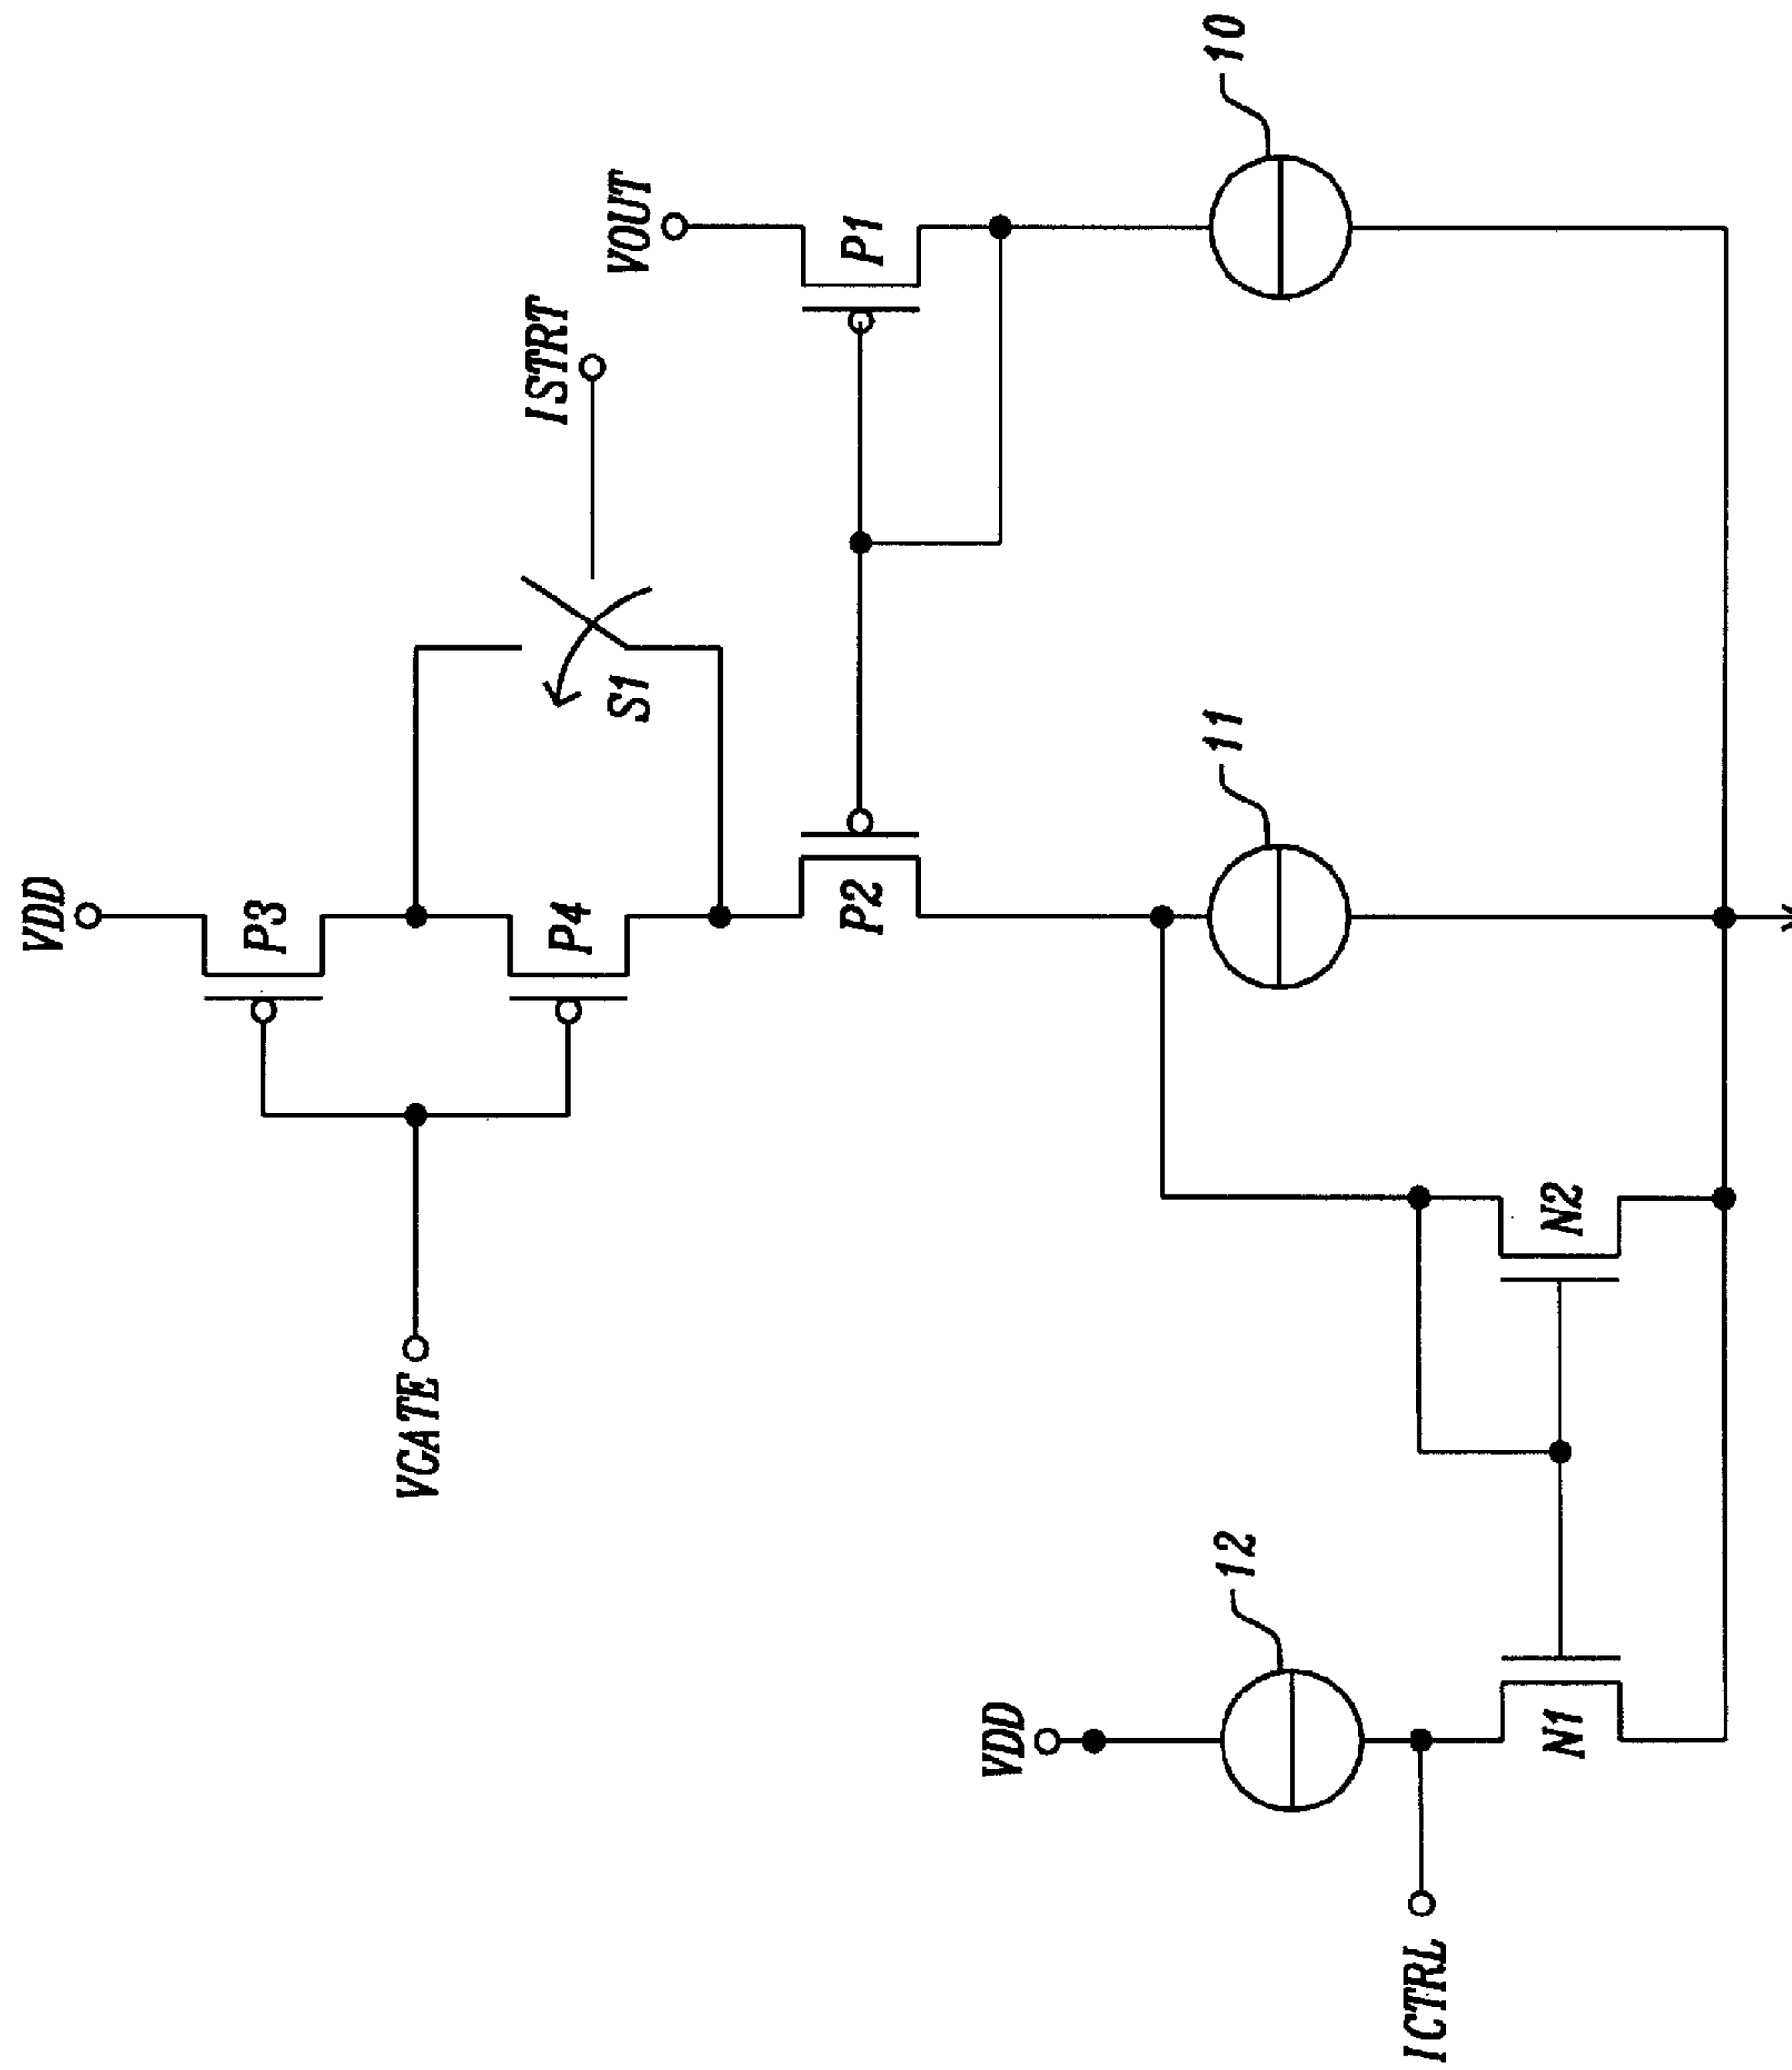 10
VOUT
P1
ISTRT
S1
11
VDD
P3
P4
P2
N2
VGATE
12
VDD
N1
ICTRL